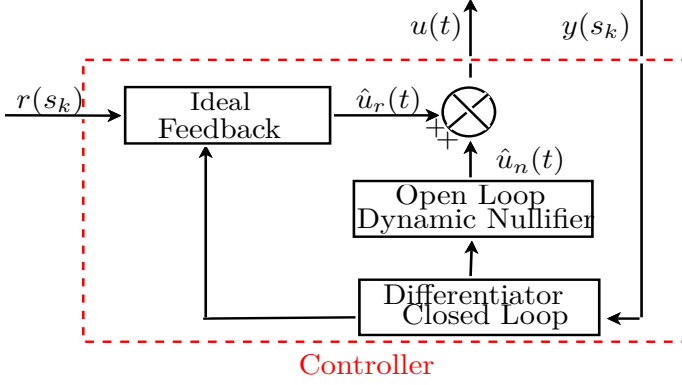 u(t)
y(s_k)
r(s_k)
Ideal
Feedback
û_r(t)
++
û_n(t)
Open Loop
Dynamic Nullifier
Differentiator
Closed Loop
Controller